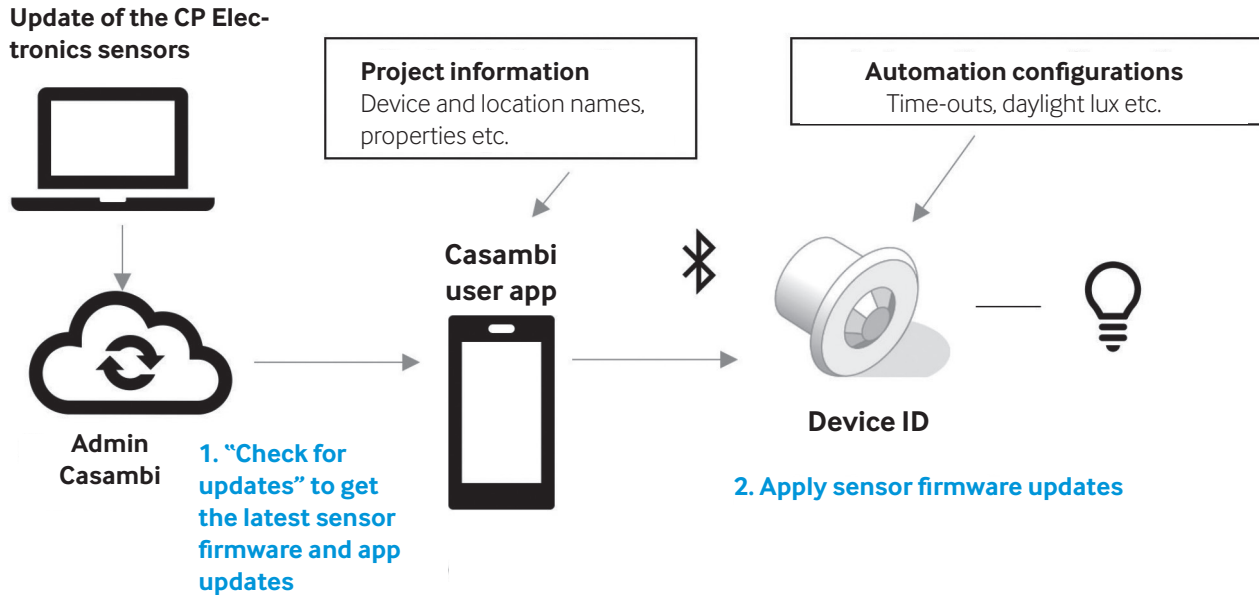 Update of the CP Elec-
tronics sensors
Project information
Device and location names,
properties etc.
Automation configurations
Time-outs, daylight lux etc.
Casambi
user app
Admin
Casambi
1. “Check for
updates” to get
the latest sensor
firmware and app
updates
Device ID
2. Apply sensor firmware updates